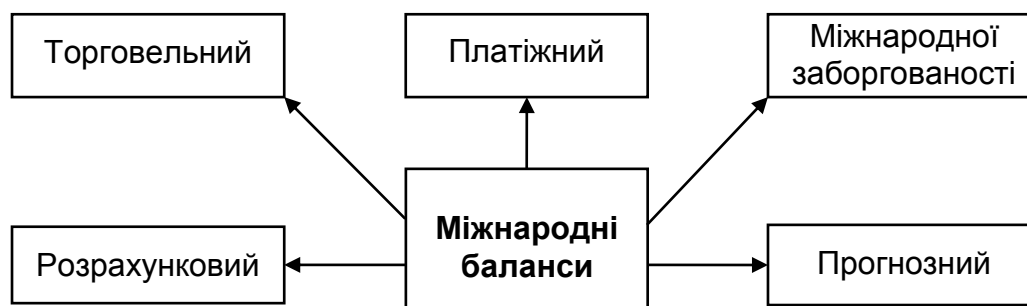 Торговельний
Платіжний
Міжнародної
заборгованості
Міжнародні
баланси
Розрахунковий
Прогнозний